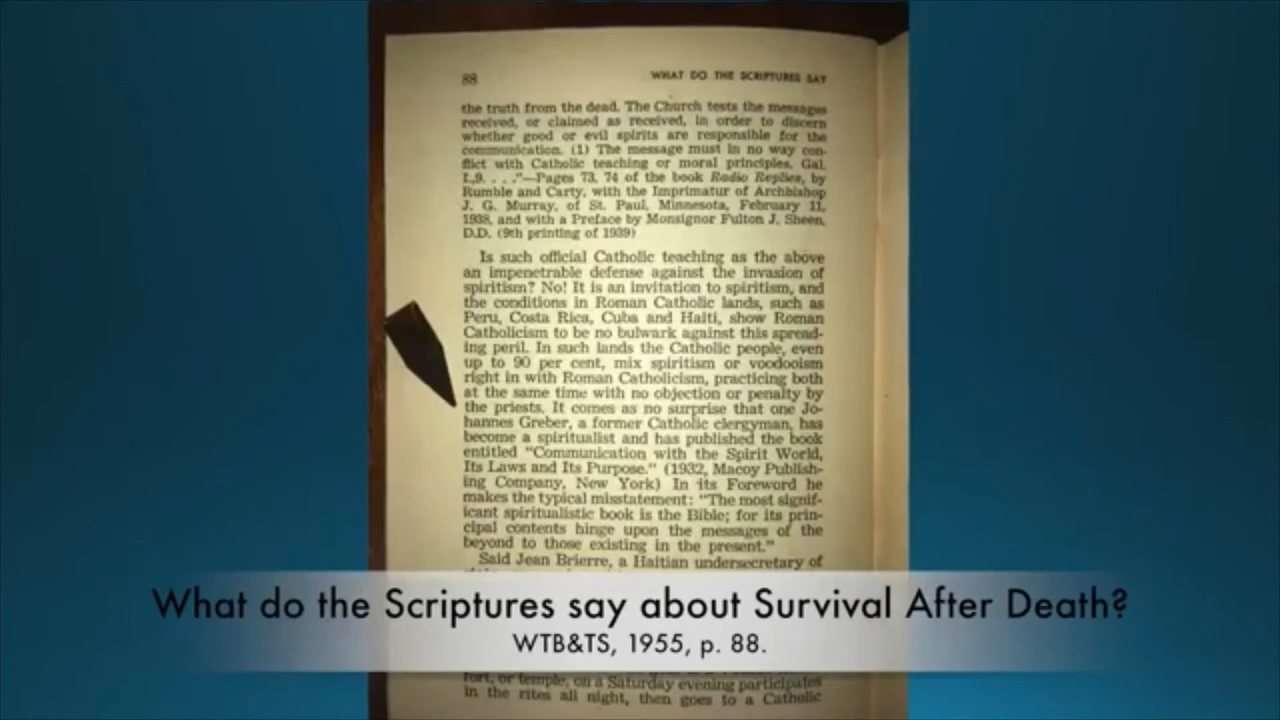 88 WHAT DO THE SCRIPTURES SAY
the truth from the dead. The Church tests the messages
received, or claimed as received, in order to discern
whether good or evil spirits are responsible for the
communication. (1) The message must in no way con-
flict with Catholic teaching or moral principles. Gal.
I.,9. . . ."—Pages 73, 74 of the book Radio Replies, by
Rumble and Carty, with the Imprimatur of Archbishop
J. G. Murray, of St. Paul, Minnesota, February 11,
1938, and with a Preface by Monsignor Fulton J. Sheen,
D.D. (9th printing of 1939)
Is such official Catholic teaching as the above
an impenetrable defense against the invasion of
spiritism? No! It is an invitation to spiritism, and
the conditions in Roman Catholic lands, such as
Peru, Costa Rica, Cuba and Haiti, show Roman
Catholicism to be no bulwark against this spread-
ing peril. In such lands the Catholic people, even
up to 90 per cent, mix spiritism or voodooism
right in with Roman Catholicism, practicing both
at the same time with no objection or penalty by
the priests. It comes as no surprise that one Jo-
hannes Greber, a former Catholic clergyman, has
become a spiritualist and has published the book
entitled "Communication with the Spirit World,
Its Laws and Its Purpose." (1932, Macoy Publish-
ing Company, New York) In its Foreword he
makes the typical misstatement: "The most signif-
icant spiritualistic book is the Bible; for its prin-
cipal contents hinge upon the messages of the
beyond to those existing in the present."
Said Jean Brierre, a Haitian undersecretary of
What do the Scriptures say about Survival After Death?
WTB&TS, 1955, p. 88.
fort, or temple, on a Saturday evening participates
in the rites all night, then goes to a Catholic